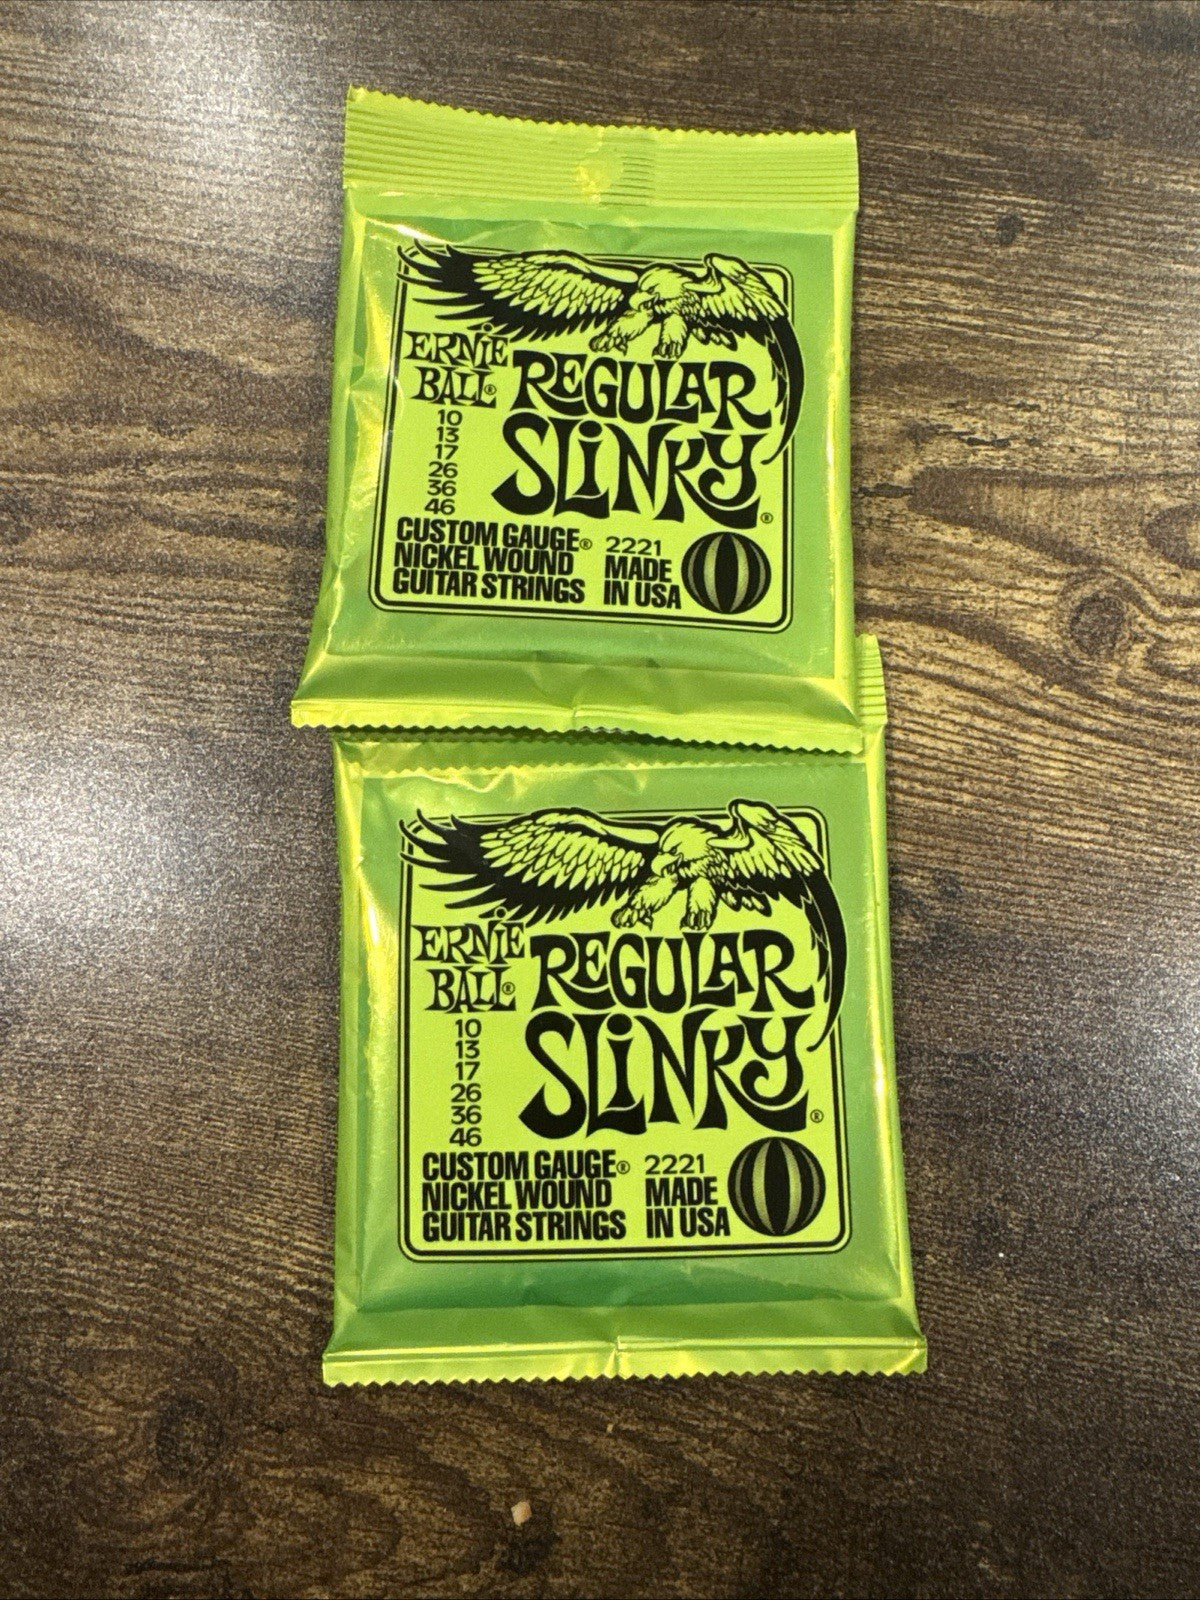 ERNIE
BALL®
REGULAR
SLINKY®
10
13
17
26
36
46
CUSTOM GAUGE®
NICKEL WOUND
GUITAR STRINGS
2221
MADE
IN USA
ERNIE
BALL®
REGULAR
SLINKY®
10
13
17
26
36
46
CUSTOM GAUGE®
NICKEL WOUND
GUITAR STRINGS
2221
MADE
IN USA